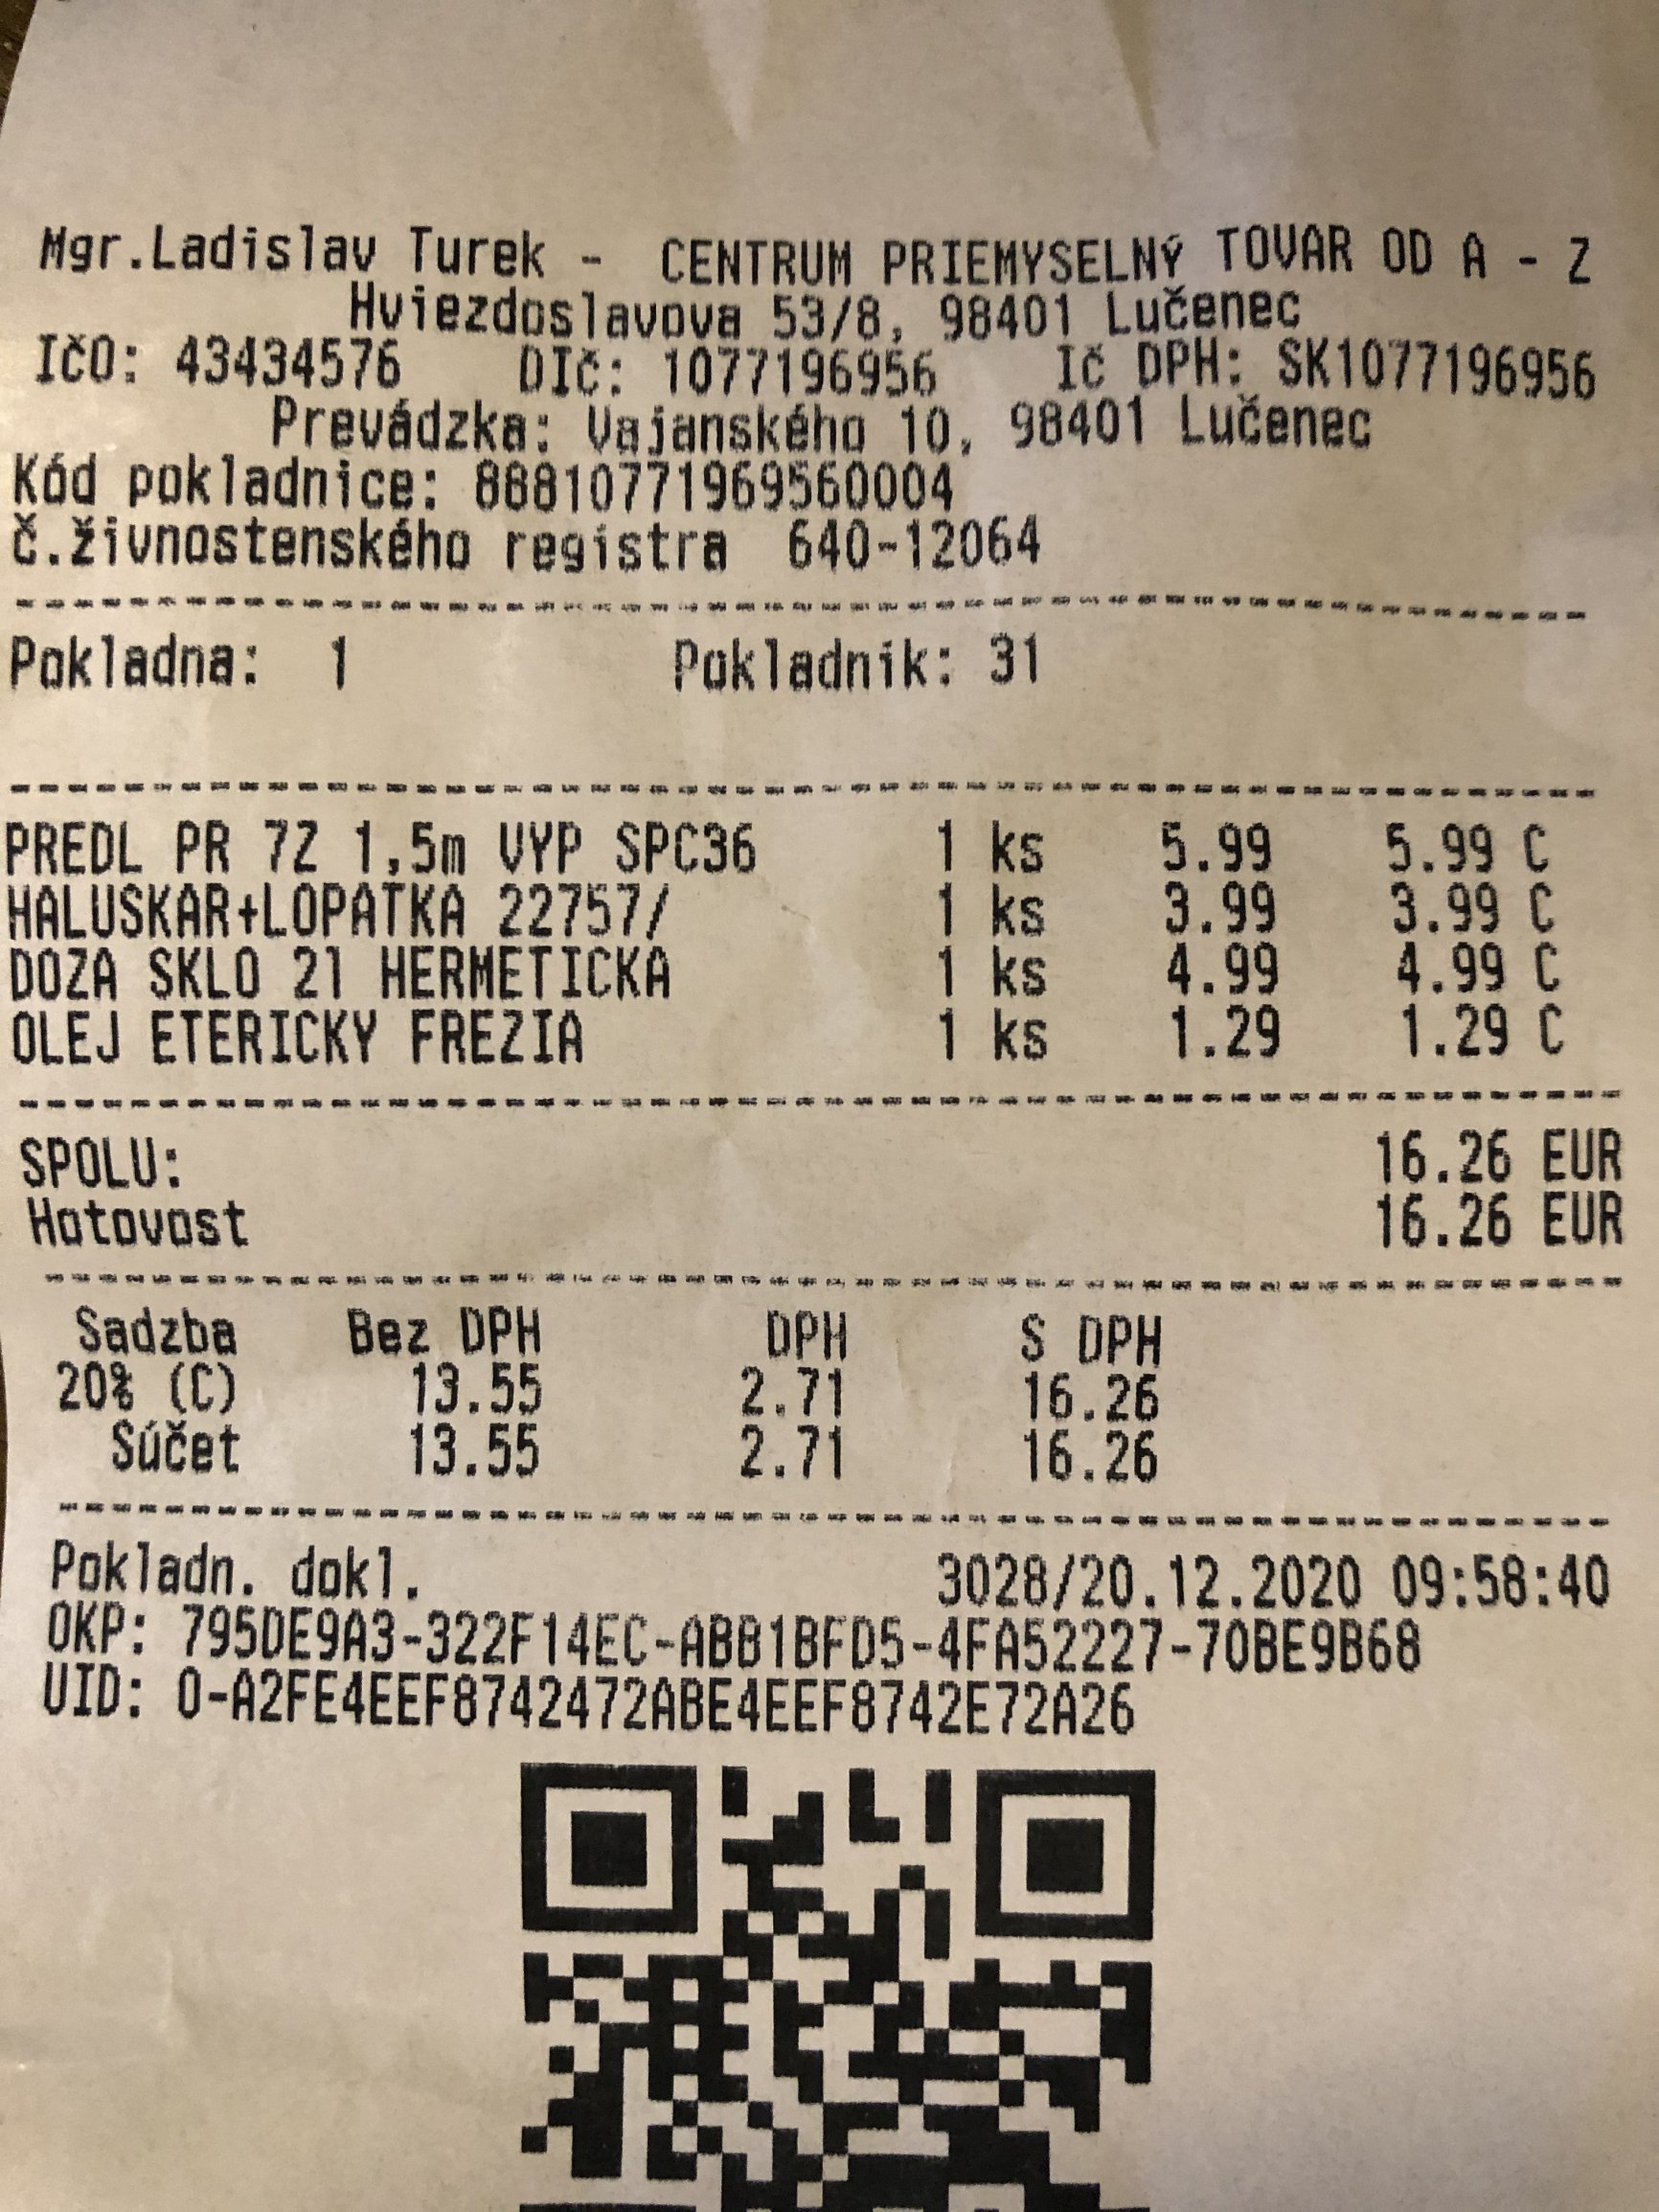 Mgr.Ladislav Turek - CENTRUM PRIEMYSELNÝ TOVAR OD A - Z
Hviezdoslavova 53/8, 98401 Lučenec
IČO: 43434576 DIČ: 1077196956 IČ DPH: SK1077196956
Prevádzka: Vajanského 10, 98401 Lučenec
Kód pokladnice: 88810771969560004
č.živnostenského registra 640-12064
Pokladna: 1 Pokladnik: 31
PREDL PR 7Z 1,5m VYP SPC36 1 ks 5.99 5.99 C
HALUSKAR+LOPATKA 22757/ 1 ks 3.99 3.99 C
DOZA SKLO 2l HERMETICKA 1 ks 4.99 4.99 C
OLEJ ETERICKY FREZIA 1 ks 1.29 1.29 C
SPOLU: 16.26 EUR
Hotovost 16.26 EUR
Sadzba Bez DPH DPH S DPH
20% (C) 13.55 2.71 16.26
Súčet 13.55 2.71 16.26
Pokladn. dokl. 3028/20.12.2020 09:58:40
OKP: 795DE9A3-322F14EC-ABB1BFD5-4FA52227-70BE9B68
UID: O-A2FE4EEF8742472ABE4EEF8742E72A26